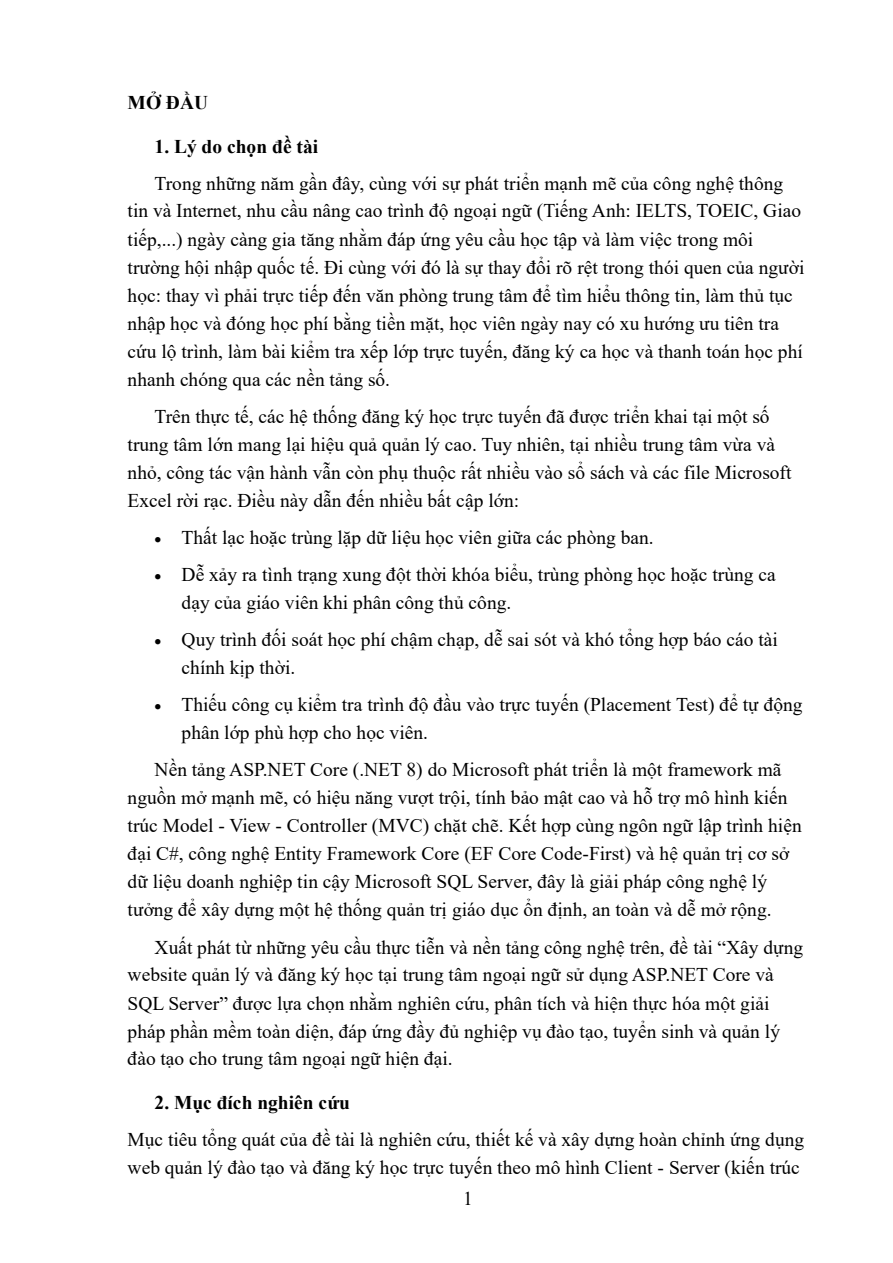 MỞ ĐẦU
1. Lý do chọn đề tài
Trong những năm gần đây, cùng với sự phát triển mạnh mẽ của công nghệ thông
tin và Internet, nhu cầu nâng cao trình độ ngoại ngữ (Tiếng Anh: IELTS, TOEIC, Giao
tiếp,...) ngày càng gia tăng nhằm đáp ứng yêu cầu học tập và làm việc trong môi
trường hội nhập quốc tế. Đi cùng với đó là sự thay đổi rõ rệt trong thói quen của người
học: thay vì phải trực tiếp đến văn phòng trung tâm để tìm hiểu thông tin, làm thủ tục
nhập học và đóng học phí bằng tiền mặt, học viên ngày nay có xu hướng ưu tiên tra
cứu lộ trình, làm bài kiểm tra xếp lớp trực tuyến, đăng ký ca học và thanh toán học phí
nhanh chóng qua các nền tảng số.
Trên thực tế, các hệ thống đăng ký học trực tuyến đã được triển khai tại một số
trung tâm lớn mang lại hiệu quả quản lý cao. Tuy nhiên, tại nhiều trung tâm vừa và
nhỏ, công tác vận hành vẫn còn phụ thuộc rất nhiều vào sổ sách và các file Microsoft
Excel rời rạc. Điều này dẫn đến nhiều bất cập lớn:
• Thất lạc hoặc trùng lặp dữ liệu học viên giữa các phòng ban.
• Dễ xảy ra tình trạng xung đột thời khóa biểu, trùng phòng học hoặc trùng ca
dạy của giáo viên khi phân công thủ công.
• Quy trình đối soát học phí chậm chạp, dễ sai sót và khó tổng hợp báo cáo tài
chính kịp thời.
• Thiếu công cụ kiểm tra trình độ đầu vào trực tuyến (Placement Test) để tự động
phân lớp phù hợp cho học viên.
Nền tảng ASP.NET Core (.NET 8) do Microsoft phát triển là một framework mã
nguồn mở mạnh mẽ, có hiệu năng vượt trội, tính bảo mật cao và hỗ trợ mô hình kiến
trúc Model - View - Controller (MVC) chặt chẽ. Kết hợp cùng ngôn ngữ lập trình hiện
đại C#, công nghệ Entity Framework Core (EF Core Code-First) và hệ quản trị cơ sở
dữ liệu doanh nghiệp tin cậy Microsoft SQL Server, đây là giải pháp công nghệ lý
tưởng để xây dựng một hệ thống quản trị giáo dục ổn định, an toàn và dễ mở rộng.
Xuất phát từ những yêu cầu thực tiễn và nền tảng công nghệ trên, đề tài “Xây dựng
website quản lý và đăng ký học tại trung tâm ngoại ngữ sử dụng ASP.NET Core và
SQL Server” được lựa chọn nhằm nghiên cứu, phân tích và hiện thực hóa một giải
pháp phần mềm toàn diện, đáp ứng đầy đủ nghiệp vụ đào tạo, tuyển sinh và quản lý
đào tạo cho trung tâm ngoại ngữ hiện đại.
2. Mục đích nghiên cứu
Mục tiêu tổng quát của đề tài là nghiên cứu, thiết kế và xây dựng hoàn chỉnh ứng dụng
web quản lý đào tạo và đăng ký học trực tuyến theo mô hình Client - Server (kiến trúc
1